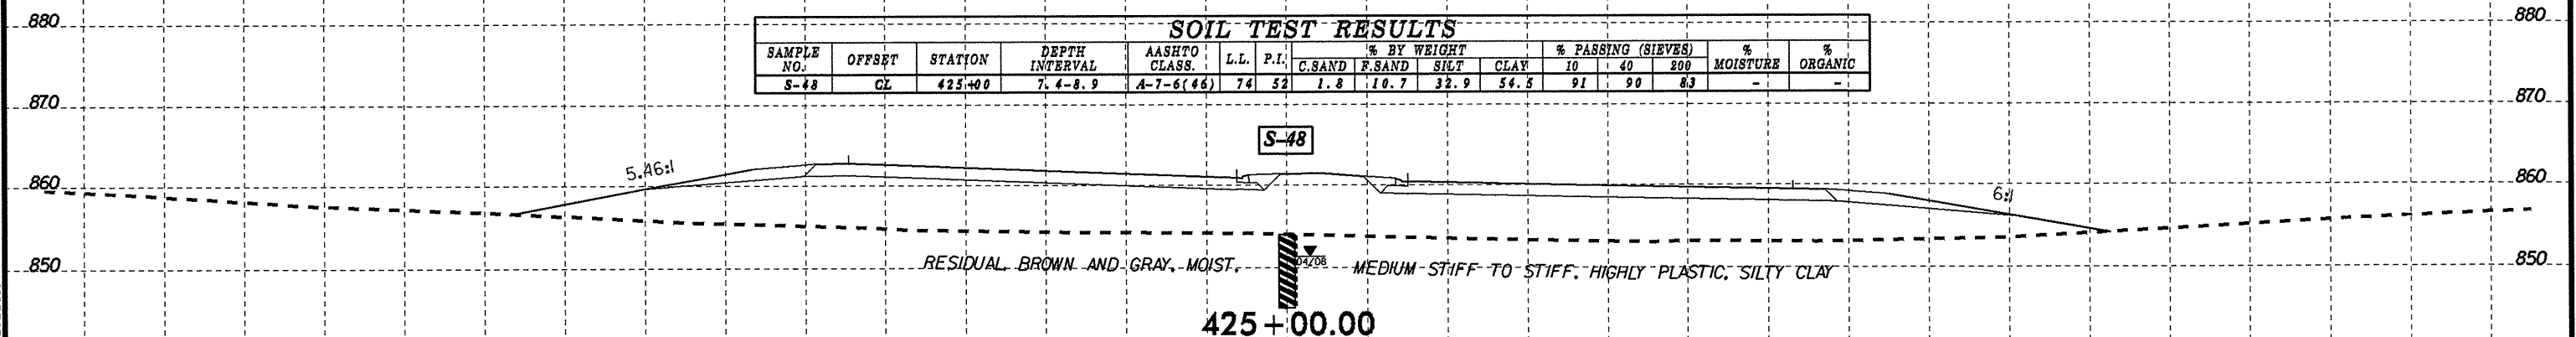 880
880
SOIL TEST RESULTS
SAMPLE NO. OFFSET STATION DEPTH INTERVAL AASHTO CLASS. L.L. P.I. % BY WEIGHT % PASSING (SIEVES) % MOISTURE % ORGANIC
C.SAND F.SAND SILT CLAY 10 40 200
S-48 CL 425+00 7.4-8.9 A-7-6(46) 74 52 1.8 10.7 32.9 54.5 91 90 83 - -
870
870
S-48
5.46:1
860
860
6:1
850
RESIDUAL, BROWN AND GRAY, MOIST,
04/08
MEDIUM STIFF TO STIFF, HIGHLY PLASTIC, SILTY CLAY
850
425+00.00